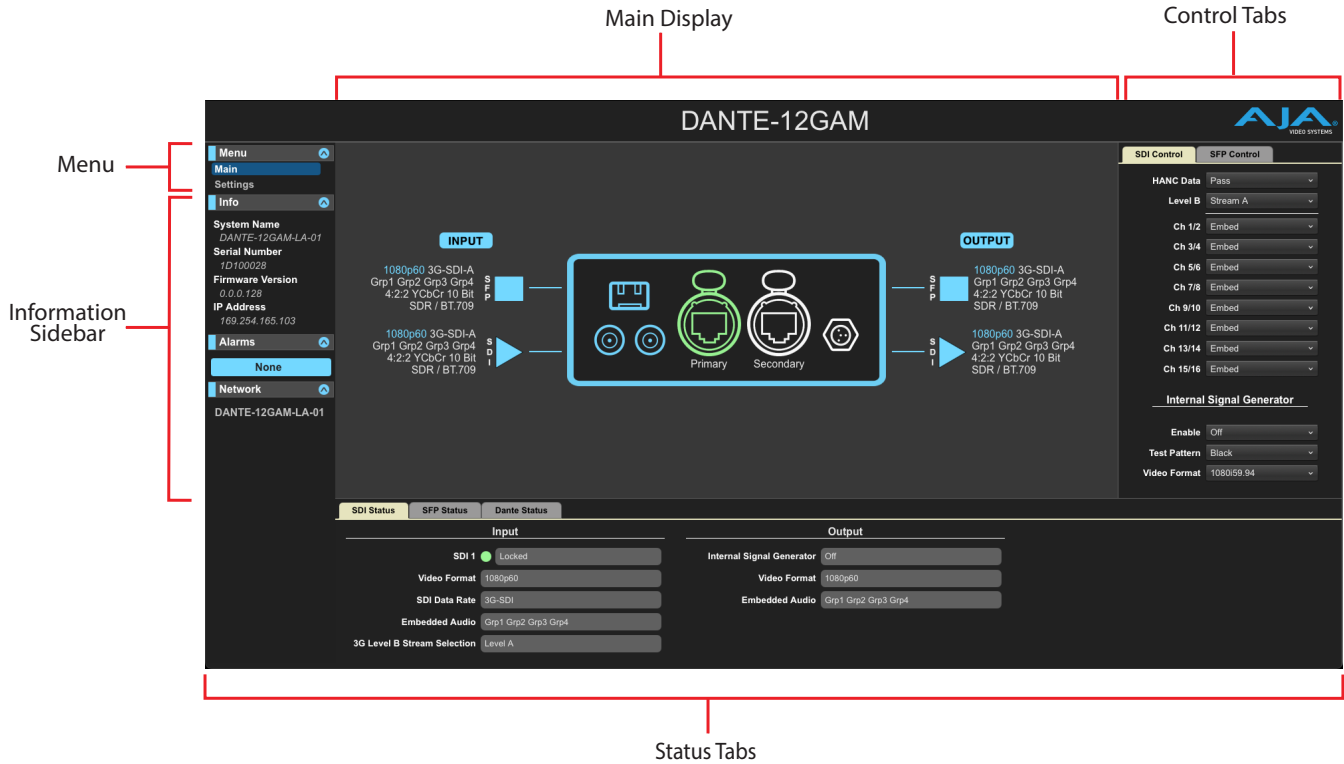 Main Display
Control Tabs
DANTE-12GAM
AJA
VIDEO SYSTEMS
Menu
Information
Sidebar
Menu
Main
Settings
Info
System Name
DANTE-12GAM-LA-01
Serial Number
1D100028
Firmware Version
0.0.0.128
IP Address
169.254.165.103
Alarms
None
Network
DANTE-12GAM-LA-01
INPUT
1080p60 3G-SDI-A
Grp1 Grp2 Grp3 Grp4
4:2:2 YCbCr 10 Bit
SDR / BT.709
SFP
1080p60 3G-SDI-A
Grp1 Grp2 Grp3 Grp4
4:2:2 YCbCr 10 Bit
SDR / BT.709
SDI
Primary
Secondary
OUTPUT
SFP
1080p60 3G-SDI-A
Grp1 Grp2 Grp3 Grp4
4:2:2 YCbCr 10 Bit
SDR / BT.709
SDI
1080p60 3G-SDI-A
Grp1 Grp2 Grp3 Grp4
4:2:2 YCbCr 10 Bit
SDR / BT.709
SDI Control
SFP Control
HANC Data Pass
Level B Stream A
Ch 1/2 Embed
Ch 3/4 Embed
Ch 5/6 Embed
Ch 7/8 Embed
Ch 9/10 Embed
Ch 11/12 Embed
Ch 13/14 Embed
Ch 15/16 Embed
Internal Signal Generator
Enable Off
Test Pattern Black
Video Format 1080i59.94
SDI Status
SFP Status
Dante Status
Input
SDI 1 Locked
Video Format 1080p60
SDI Data Rate 3G-SDI
Embedded Audio Grp1 Grp2 Grp3 Grp4
3G Level B Stream Selection Level A
Output
Internal Signal Generator Off
Video Format 1080p60
Embedded Audio Grp1 Grp2 Grp3 Grp4
Status Tabs